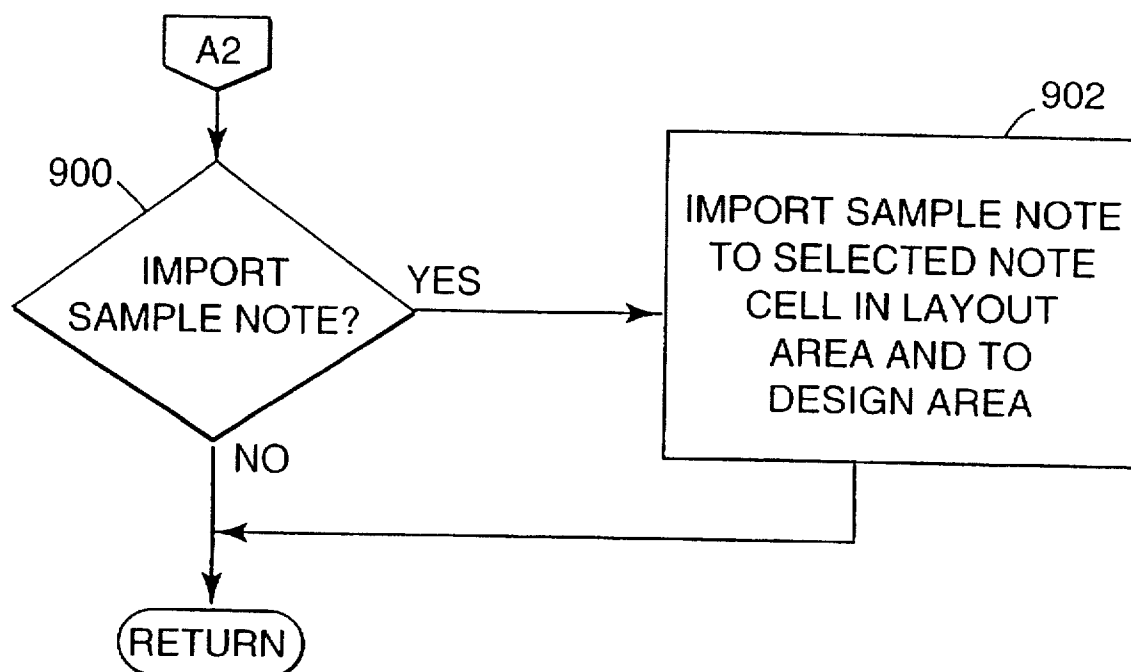 A2
900
IMPORT
SAMPLE NOTE?
YES
NO
902
IMPORT SAMPLE NOTE
TO SELECTED NOTE
CELL IN LAYOUT
AREA AND TO
DESIGN AREA
RETURN